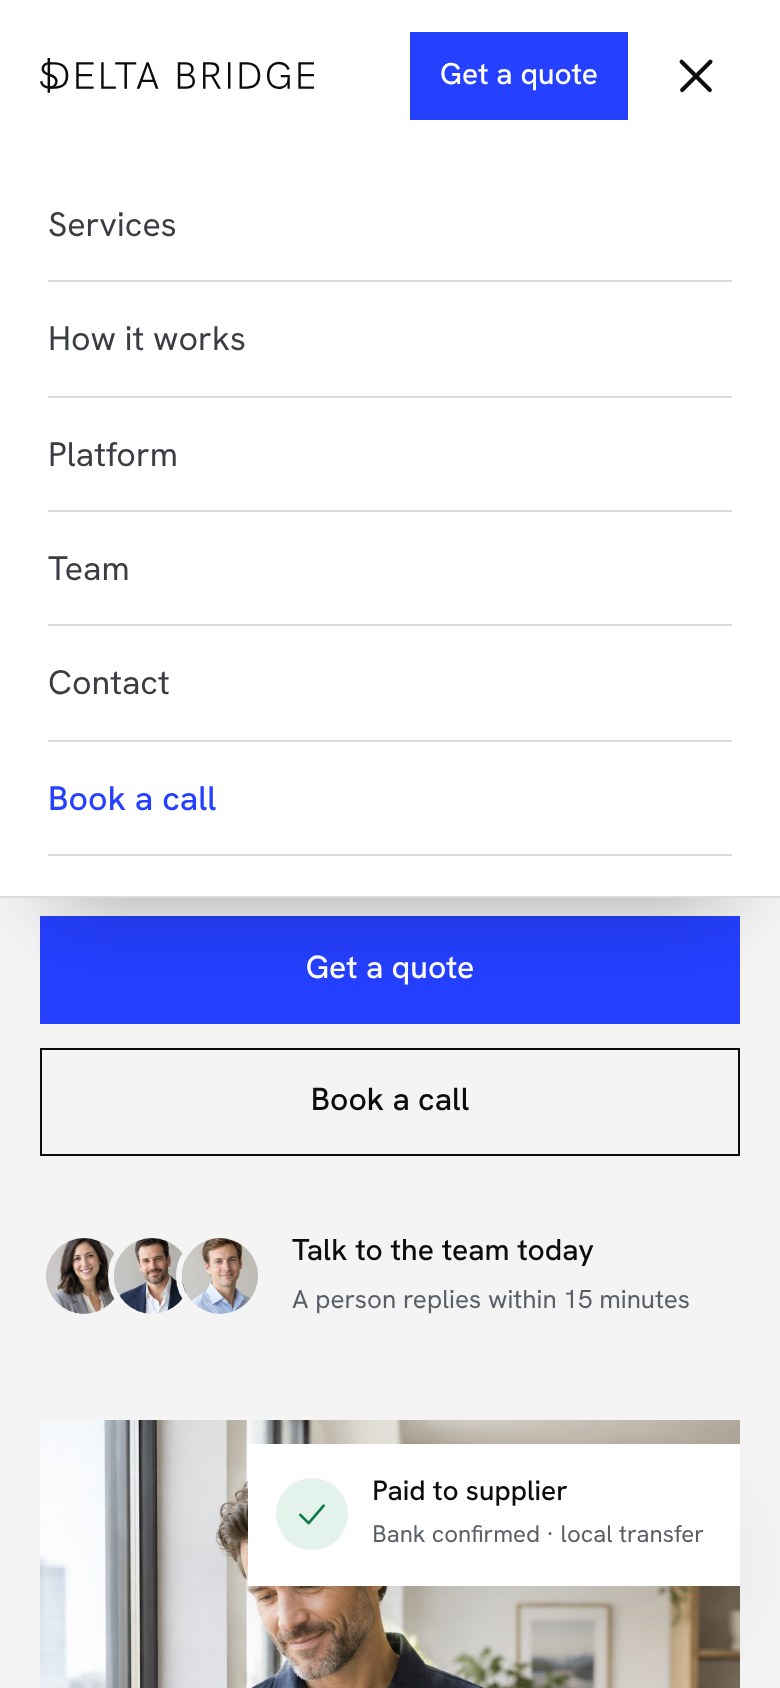 $DELTA BRIDGE
Get a quote
Services
How it works
Platform
Team
Contact
Book a call
Get a quote
Book a call
Talk to the team today
A person replies within 15 minutes
Paid to supplier
Bank confirmed · local transfer